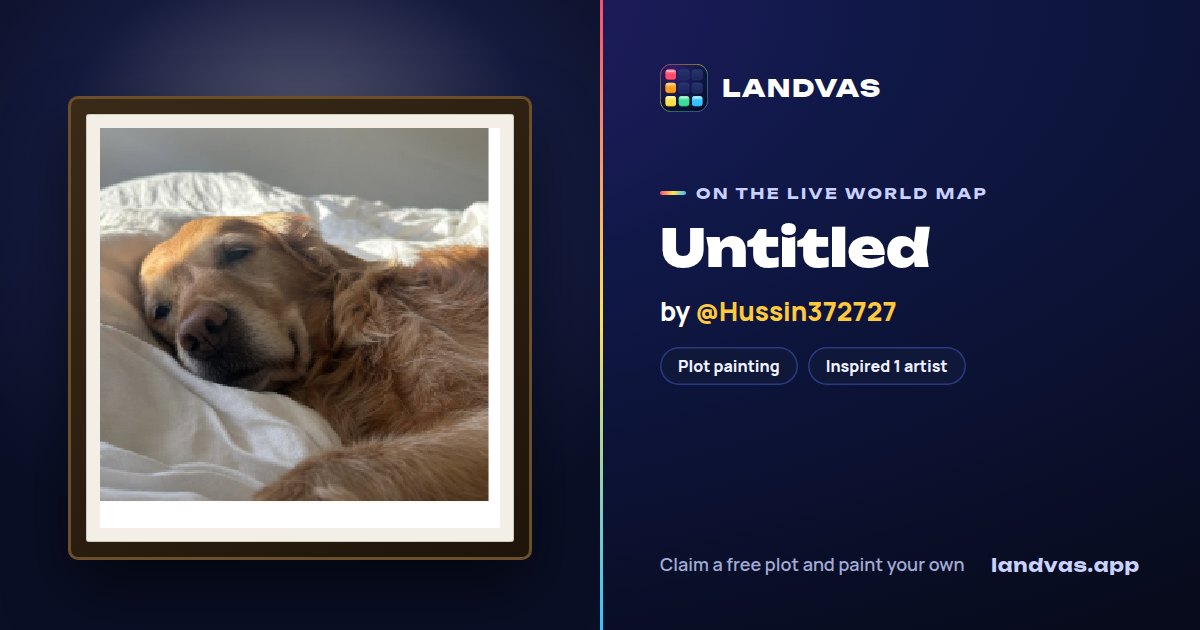 LANDVAS
ON THE LIVE WORLD MAP
Untitled
by @Hussin372727
Plot painting
Inspired 1 artist
Claim a free plot and paint your own
landvas.app